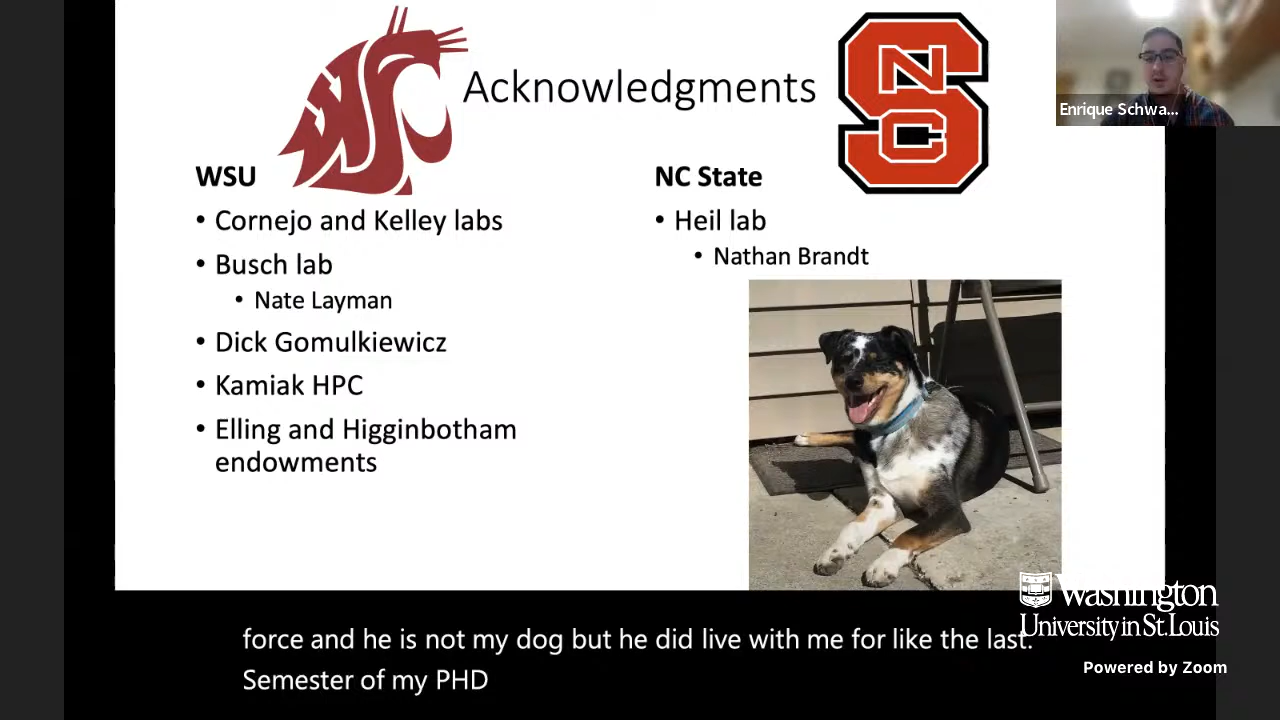 Acknowledgments
WSU
• Cornejo and Kelley labs
• Busch lab
• Nate Layman
• Dick Gomulkiewicz
• Kamiak HPC
• Elling and Higginbotham
endowments
NC State
• Heil lab
• Nathan Brandt
WSC
NC
S
Enrique Schwa...
force and he is not my dog but he did live with me for like the last.
Semester of my PHD
Washington
University in St. Louis
Powered by Zoom